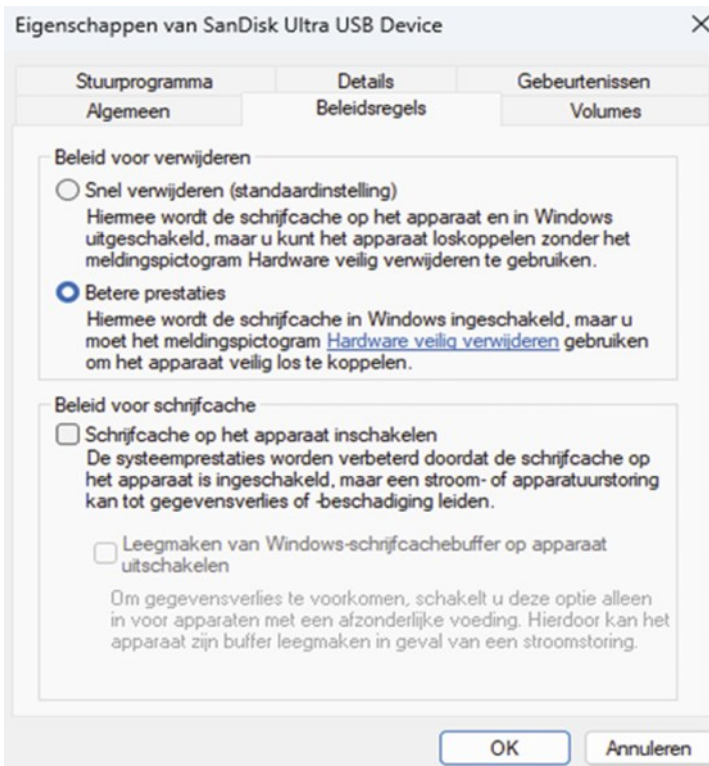 Eigenschappen van SanDisk Ultra USB Device
Stuurprogramma Details Gebeurtenissen
Algemeen Beleidsregels Volumes
Beleid voor verwijderen
Snel verwijderen (standaardinstelling)
Hiermee wordt de schrijfcache op het apparaat en in Windows
uitgeschakeld, maar u kunt het apparaat loskoppelen zonder het
meldingspictogram Hardware veilig verwijderen te gebruiken.
Betere prestaties
Hiermee wordt de schrijfcache in Windows ingeschakeld, maar u
moet het meldingspictogram Hardware veilig verwijderen gebruiken
om het apparaat veilig los te koppelen.
Beleid voor schrijfcache
Schrijfcache op het apparaat inschakelen
De systeemprestaties worden verbeterd doordat de schrijfcache op
het apparaat is ingeschakeld, maar een stroom- of apparatuurstoring
kan tot gegevensverlies of -beschadiging leiden.
Leegmaken van Windows-schrijfcachebuffer op apparaat
uitschakelen
Om gegevensverlies te voorkomen, schakelt u deze optie alleen
in voor apparaten met een afzonderlijke voeding. Hierdoor kan het
apparaat zijn buffer leegmaken in geval van een stroomstoring.
OK Annuleren